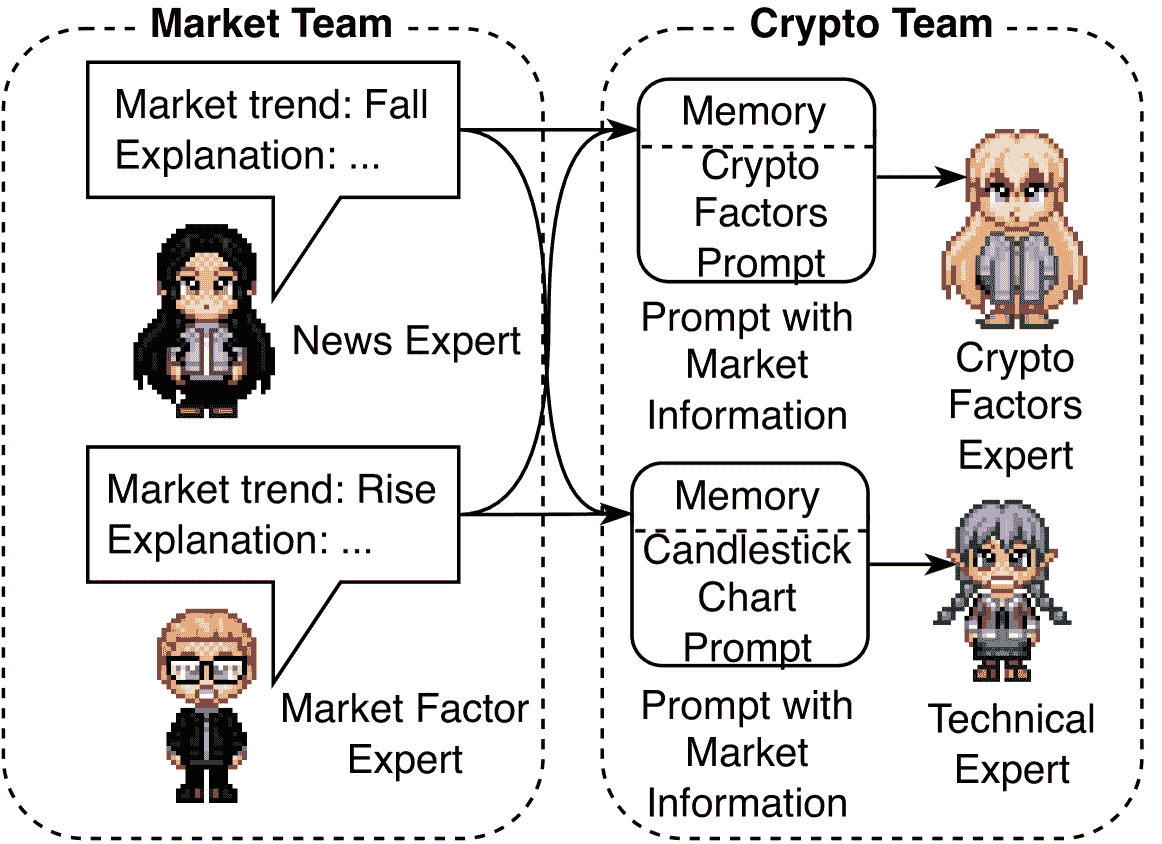 Market Team
Market trend: Fall
Explanation: ...
News Expert
Market trend: Rise
Explanation: ...
Market Factor
Expert
Crypto Team
Memory
Crypto
Factors
Prompt
Prompt with
Market
Information
Crypto
Factors
Expert
Memory
Candlestick
Chart
Prompt
Prompt with
Market
Information
Technical
Expert